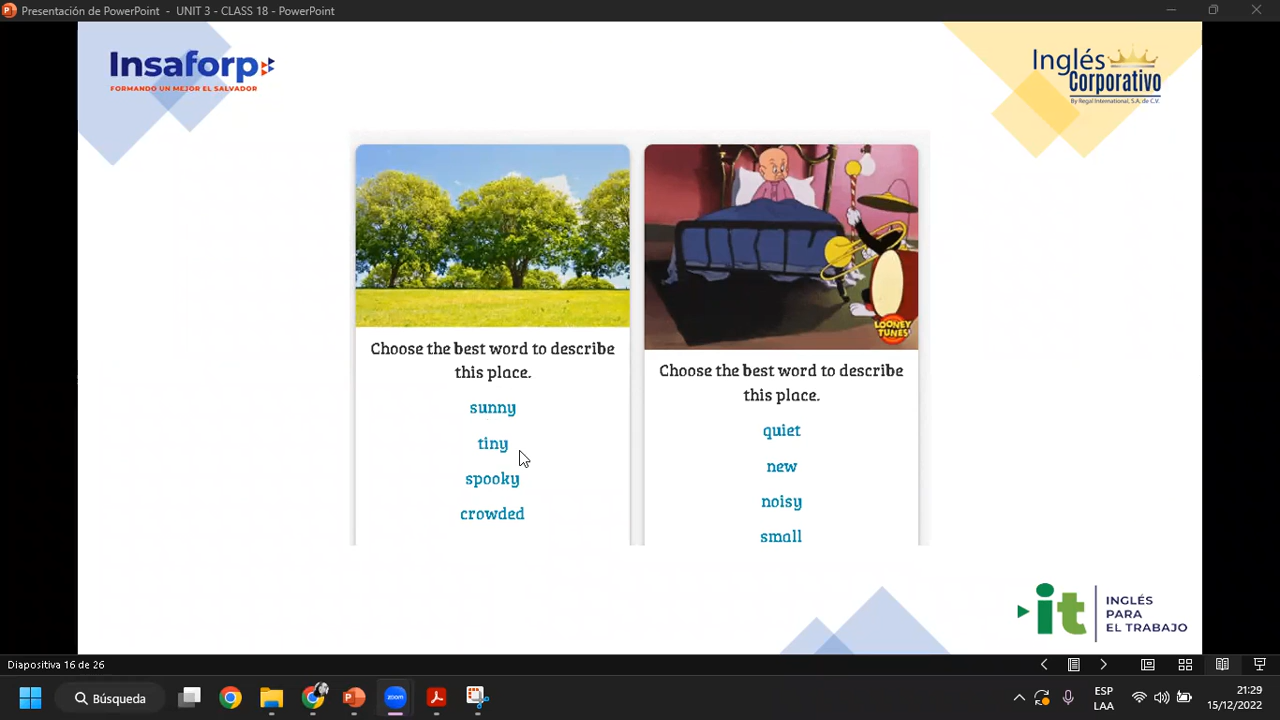 Presentación de PowerPoint - UNIT 3 - CLASS 18 - PowerPoint
Insaforp
FORMANDO UN MEJOR EL SALVADOR
Inglés
Corporativo
By Regal International, S.A. de C.V.
LOONEY
TUNES!
Choose the best word to describe
this place.
sunny
tiny
spooky
crowded
Choose the best word to describe
this place.
quiet
new
noisy
small
it
INGLÉS
PARA
EL TRABAJO
Diapositiva 16 de 26
Búsqueda
zoom
ESP
LAA
21:29
15/12/2022